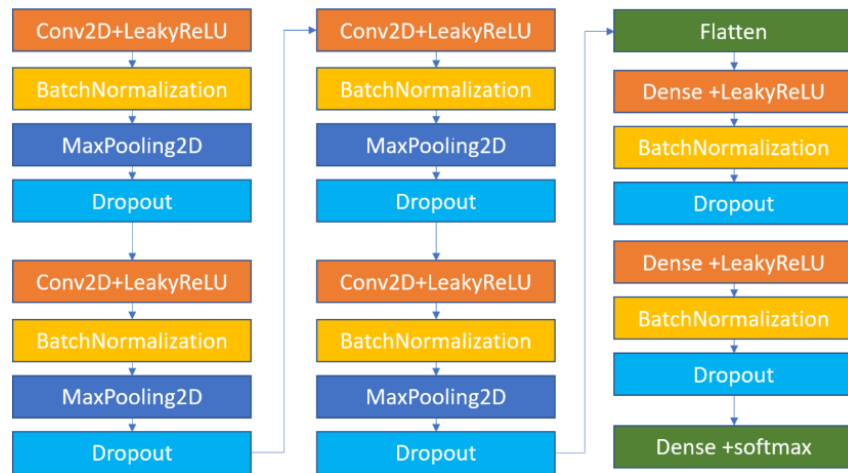 Conv2D+LeakyReLU
BatchNormalization
MaxPooling2D
Dropout
Conv2D+LeakyReLU
BatchNormalization
MaxPooling2D
Dropout
Conv2D+LeakyReLU
BatchNormalization
MaxPooling2D
Dropout
Conv2D+LeakyReLU
BatchNormalization
MaxPooling2D
Dropout
Flatten
Dense +LeakyReLU
BatchNormalization
Dropout
Dense +LeakyReLU
BatchNormalization
Dropout
Dense +softmax